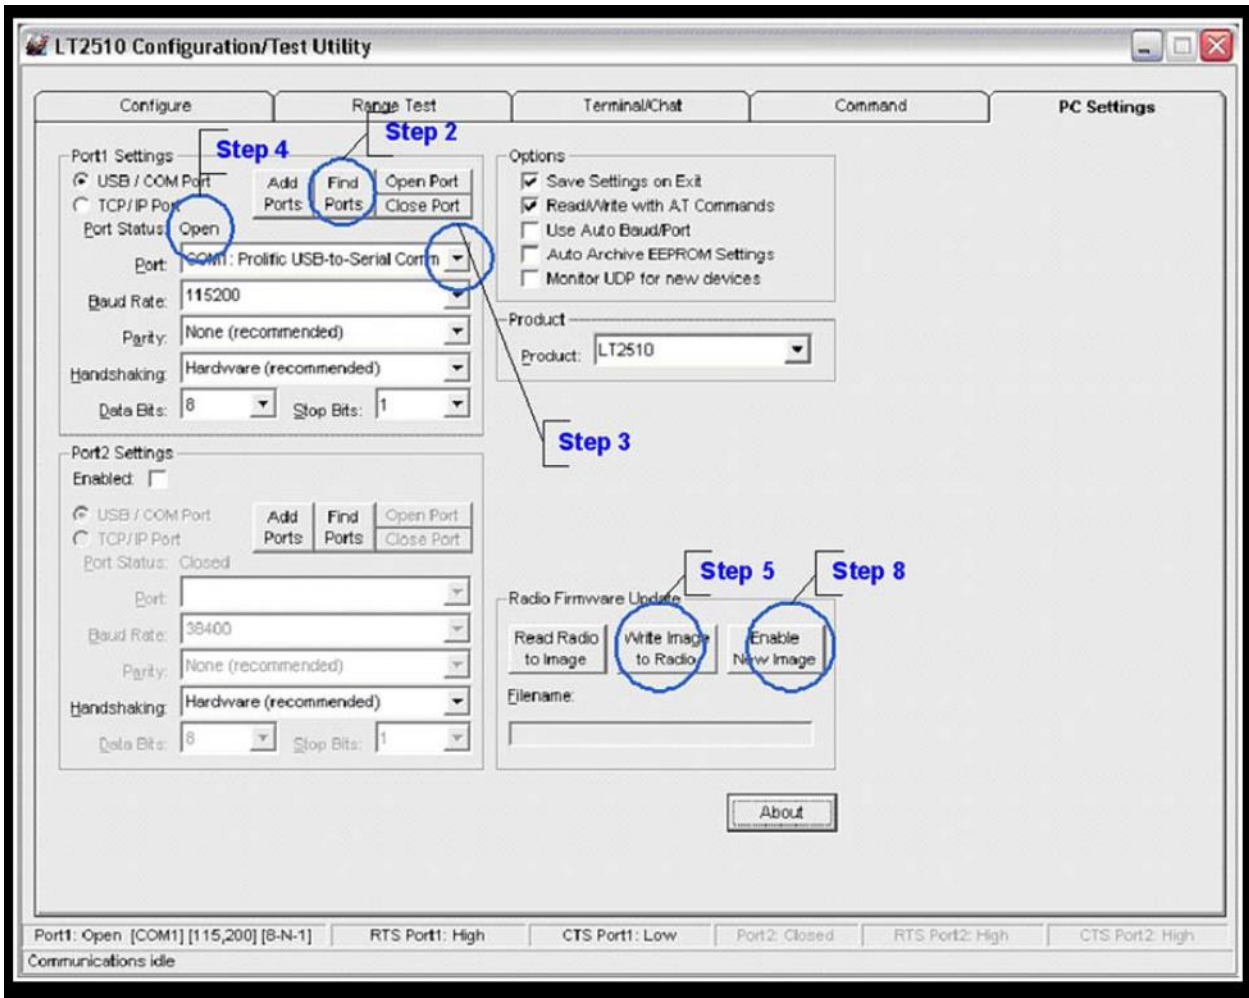 LT2510 Configuration/Test Utility
Configure
Range Test
Terminal/Chat
Command
PC Settings
Step 4
Step 2
Port1 Settings
USB / COM Port
TCP/IP Port
Add Ports
Find Ports
Open Port
Close Port
Port Status: Open
Port: COM1: Prolific USB-to-Serial Comm
Baud Rate: 115200
Parity: None (recommended)
Handshaking: Hardware (recommended)
Data Bits: 8 Stop Bits: 1
Options
Save Settings on Exit
Read/Write with AT Commands
Use Auto Baud/Port
Auto Archive EEPROM Settings
Monitor UDP for new devices
Product
Product: LT2510
Step 3
Port2 Settings
Enabled:
USB / COM Port
TCP/IP Port
Add Ports
Find Ports
Open Port
Close Port
Port Status: Closed
Port:
Baud Rate: 38400
Parity: None (recommended)
Handshaking: Hardware (recommended)
Data Bits: 8 Stop Bits: 1
Step 5
Step 8
Radio Firmware Update
Read Radio to Image
Write Image to Radio
Enable New Image
Filename:
About
Port1: Open [COM1] [115,200] [8-N-1] RTS Port1: High CTS Port1: Low Port2: Closed RTS Port2: High CTS Port2: High
Communications idle